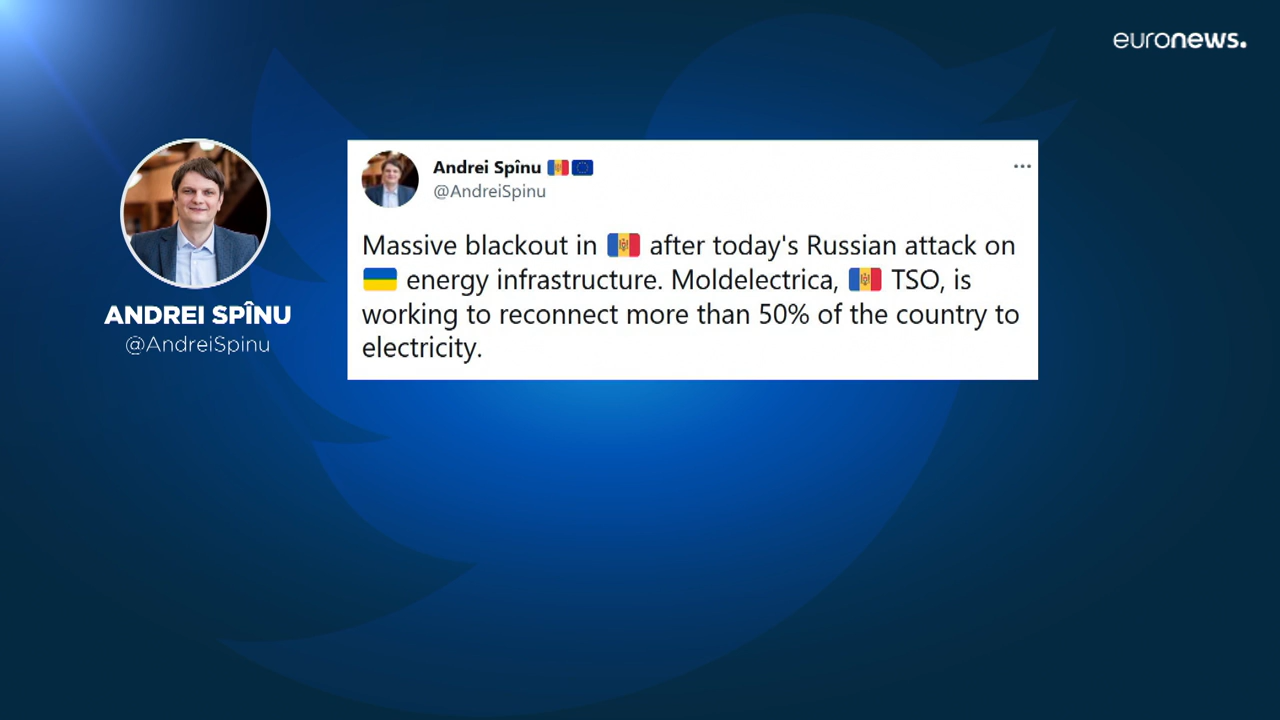 euronews.
ANDREI SPÎNU
@AndreiSpinu
Andrei Spînu 🇲🇩🇪🇺
@AndreiSpinu
Massive blackout in 🇲🇩 after today's Russian attack on
🇺🇦 energy infrastructure. Moldelectrica, 🇲🇩 TSO, is
working to reconnect more than 50% of the country to
electricity.